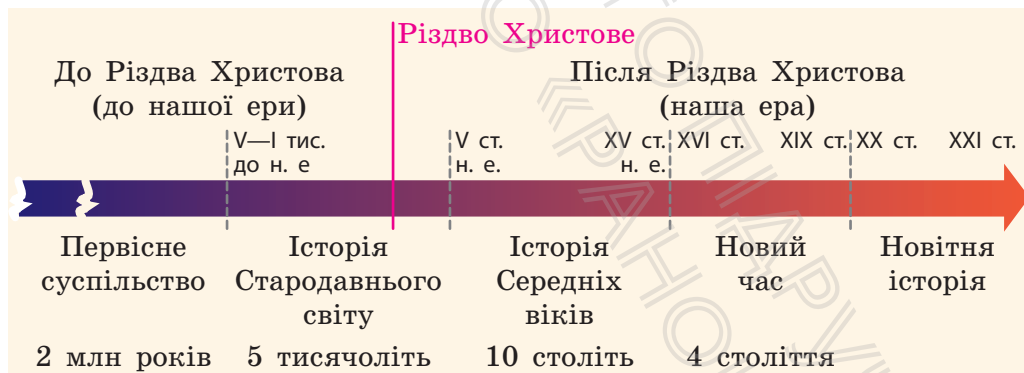 Різдво Христове
До Різдва Христова
(до нашої ери)
Після Різдва Христова
(наша ера)
V—I тис.
до н. е
V ст.
н. е.
XV ст.
н. е.
XVI ст.
XIX ст.
XX ст.
XXI ст.
Первісне
суспільство
Історія
Стародавнього
світу
Історія
Середніх
віків
Новий
час
Новітня
історія
2 млн років
5 тисячоліть
10 століть
4 століття